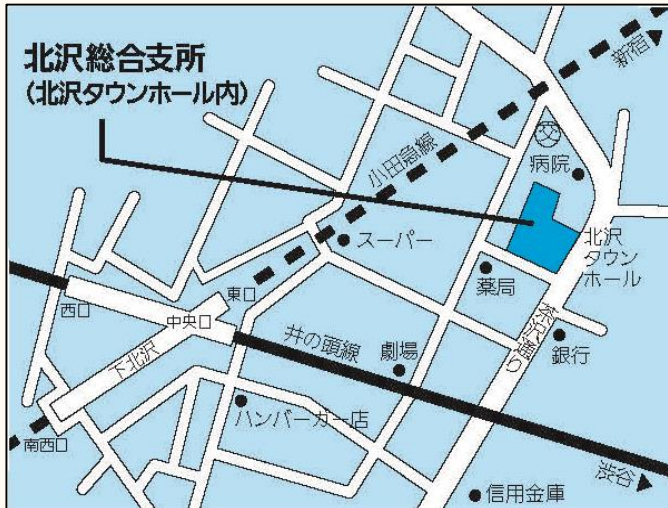 北沢総合支所
（北沢タウンホール内）
新宿
小田急線
病院
スーパー
北沢
タウン
ホール
薬局
東口
西口
中央口
井の頭線
劇場
茶沢通り
銀行
下北沢
ハンバーガー店
南西口
渋谷
信用金庫